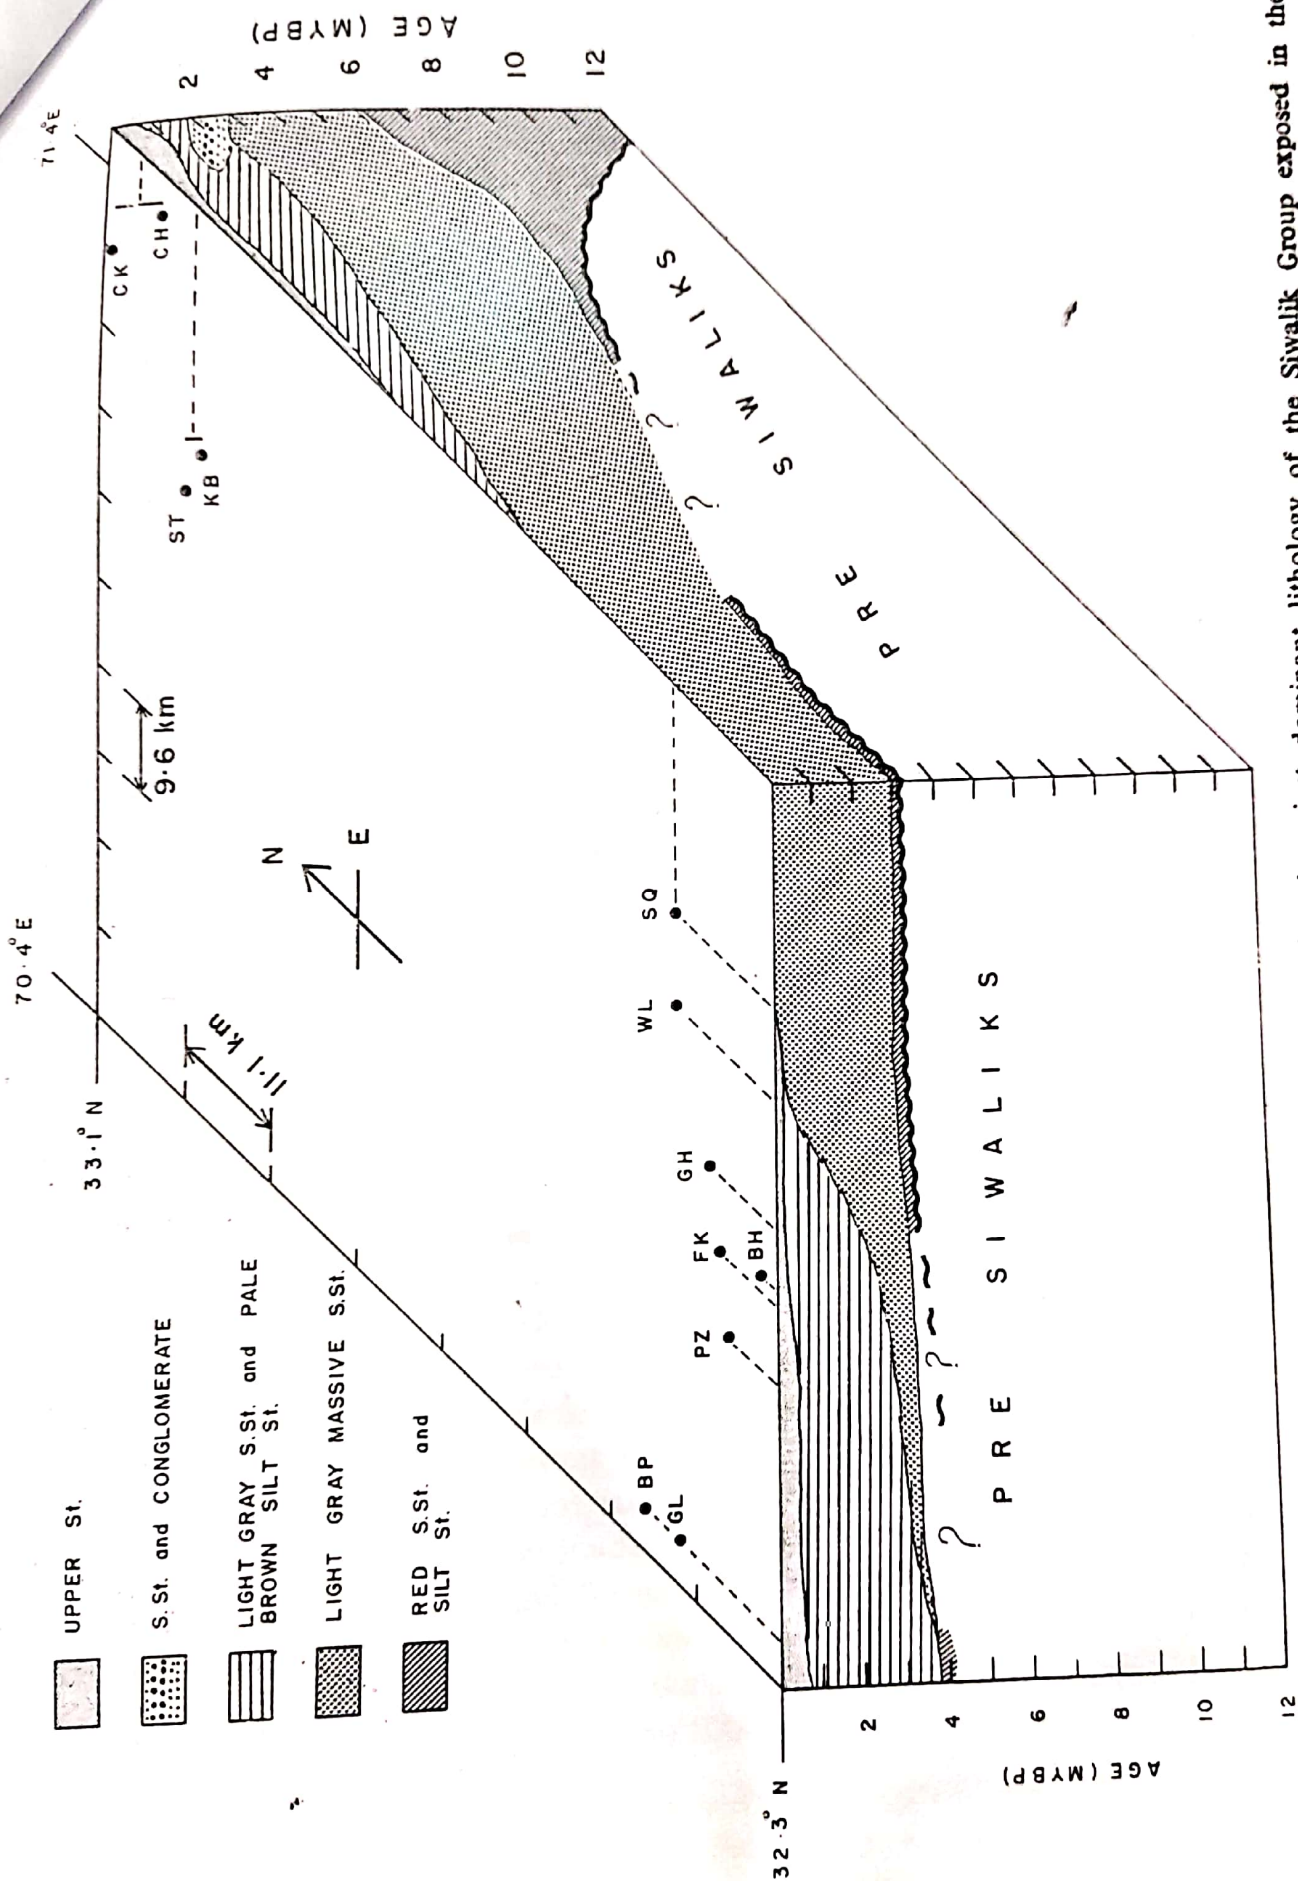 UPPER St.
S.St. and CONGLOMERATE
LIGHT GRAY S.St. and PALE
BROWN SILT St.
LIGHT GRAY MASSIVE S.St.
RED S.St. and
SILT St.
70.4°E
71.4°E
33.1° N
9.6 km
11.1 km
N
E
CK
CH
ST
KB
SQ
WL
GH
FK
BH
PZ
BP
GL
32.3° N
AGE (MYBP)
2
4
6
8
10
12
AGE (MYBP)
2
4
6
8
10
12
PRE SIWALIKS
? ?
PRE SIWALIKS
? ?
dominant lithology of the Siwalik Group exposed in the